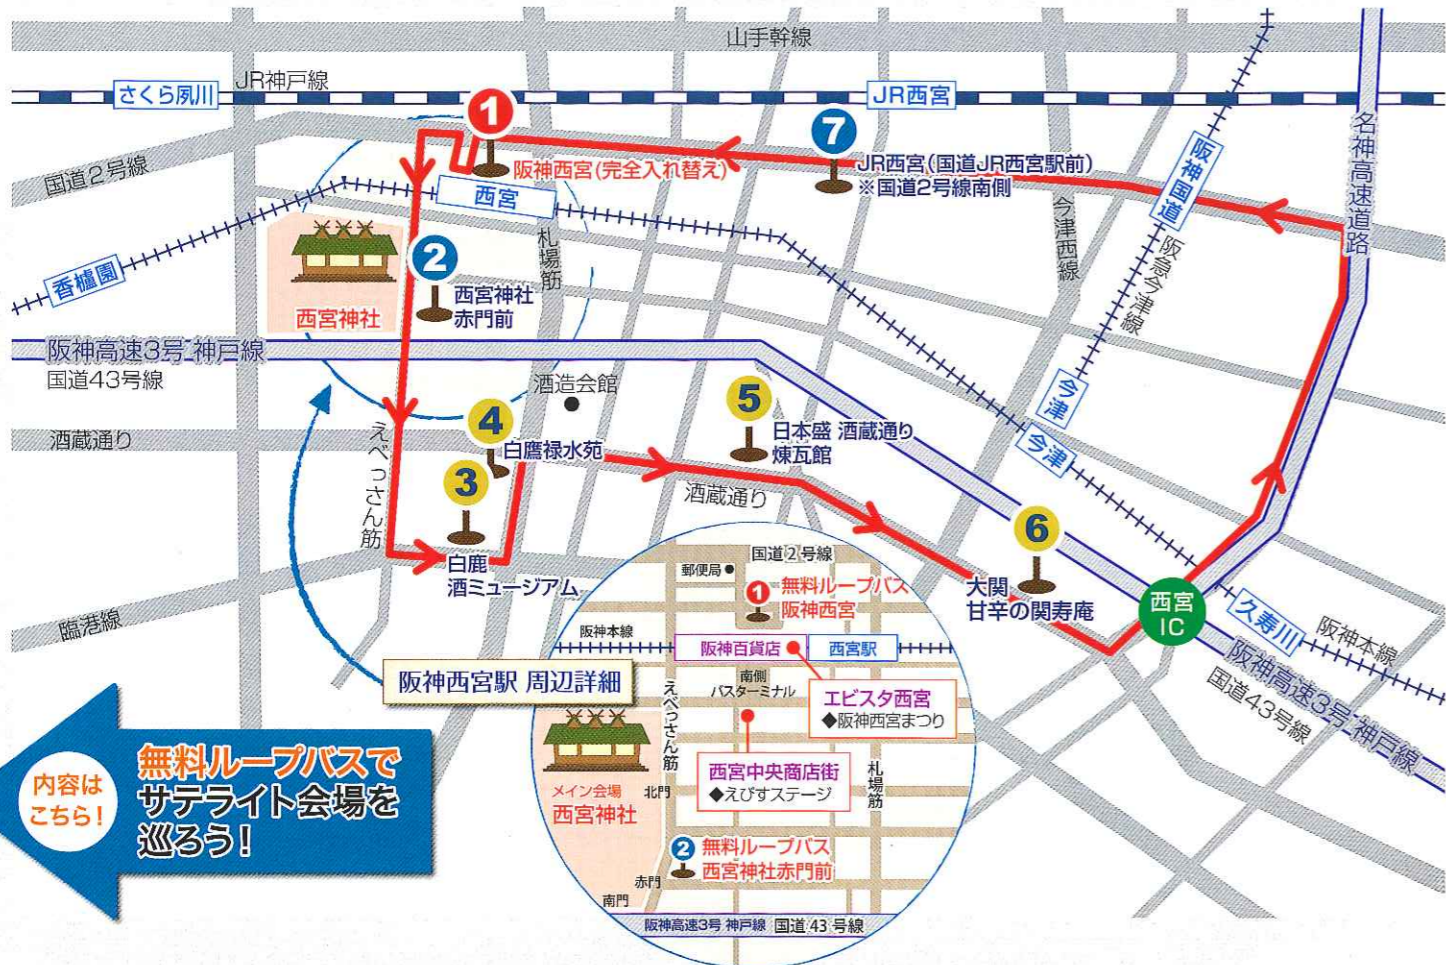 山手幹線
JR神戸線
さくら夙川
JR西宮
名神高速道路
国道2号線
1
阪神西宮(完全入れ替え)
7
JR西宮(国道JR西宮駅前)
※国道2号線南側
阪神国道
西宮
札場筋
今津西線
阪急今津線
香櫨園
西宮神社
2
西宮神社
赤門前
阪神高速3号 神戸線
国道43号線
酒造会館
酒蔵通り
えべっさん筋
4
白鷹禄水苑
3
白鹿
酒ミュージアム
5
日本盛 酒蔵通り
煉瓦館
酒蔵通り
今津
今津
6
大関
甘辛の関寿庵
西宮
IC
久寿川
阪神本線
阪神高速3号 神戸線
国道43号線
臨港線
阪神西宮駅 周辺詳細
国道2号線
郵便局
1
無料ループバス
阪神西宮
阪神本線
阪神百貨店
西宮駅
南側
バスターミナル
えべっさん筋
エビスタ西宮
◆阪神西宮まつり
西宮中央商店街
◆えびすステージ
札場筋
メイン会場
西宮神社
北門
2
無料ループバス
西宮神社赤門前
赤門
南門
阪神高速3号 神戸線
国道43号線
内容は
こちら!
無料ループバスで
サテライト会場を
巡ろう!